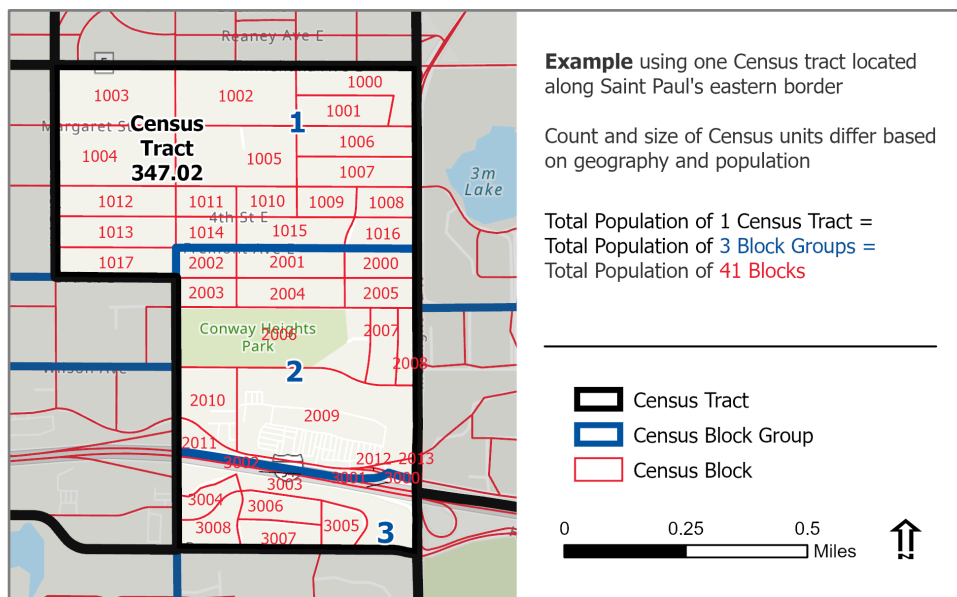 Reaney Ave E
1000
1003
1002
1001
Margaret St
Census
Tract
347.02
1
1004
1005
1006
1007
3m
Lake
1012
1011
1010
1009
1008
4th St E
1013
1014
1015
1016
1017
2002
2001
2000
2003
2004
2005
Conway Heights
Park
2006
2007
2008
Wilson Ave
2
2010
2009
2011
2012
2013
3002
3001
3000
3003
3004
3006
3008
3007
3005
3
Example using one Census tract located
along Saint Paul's eastern border
Count and size of Census units differ based
on geography and population
Total Population of 1 Census Tract =
Total Population of 3 Block Groups =
Total Population of 41 Blocks
Census Tract
Census Block Group
Census Block
0
0.25
0.5
Miles
N